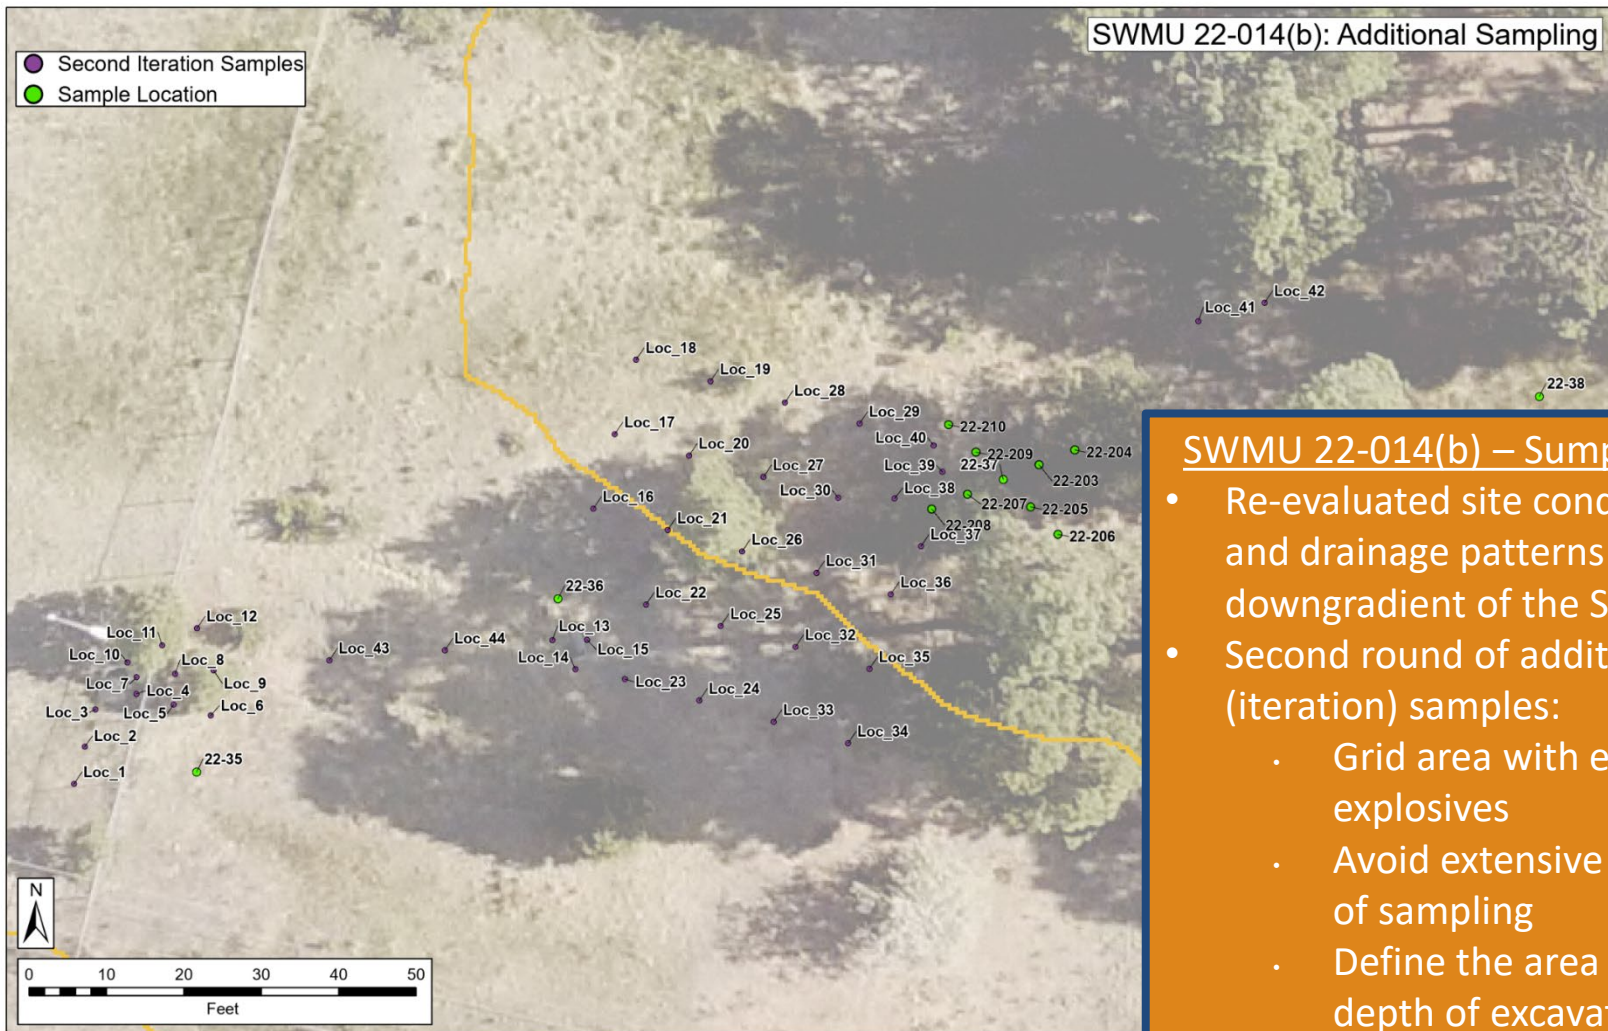 SWMU 22-014(b): Additional Sampling
Second Iteration Samples
Sample Location
Loc_41
Loc_42
Loc_18
Loc_19
Loc_28
22-38
Loc_17
Loc_29
22-210
Loc_20
Loc_40
22-209
22-204
Loc_27
Loc_39
22-37
22-203
Loc_30
Loc_38
22-207
22-205
Loc_16
Loc_21
22-208
Loc_37
22-206
Loc_26
Loc_31
Loc_36
22-36
Loc_22
Loc_25
Loc_12
Loc_11
Loc_13
Loc_32
Loc_10
Loc_8
Loc_43
Loc_44
Loc_14
Loc_15
Loc_35
Loc_7
Loc_4
Loc_9
Loc_23
Loc_24
Loc_3
Loc_5
Loc_6
Loc_33
Loc_2
Loc_34
22-35
Loc_1
N
0 10 20 30 40 50
Feet
SWMU 22-014(b) – Sump
• Re-evaluated site cond
and drainage patterns
downgradient of the S
• Second round of addit
(iteration) samples:
• Grid area with e
explosives
• Avoid extensive
of sampling
• Define the area
depth of excavat